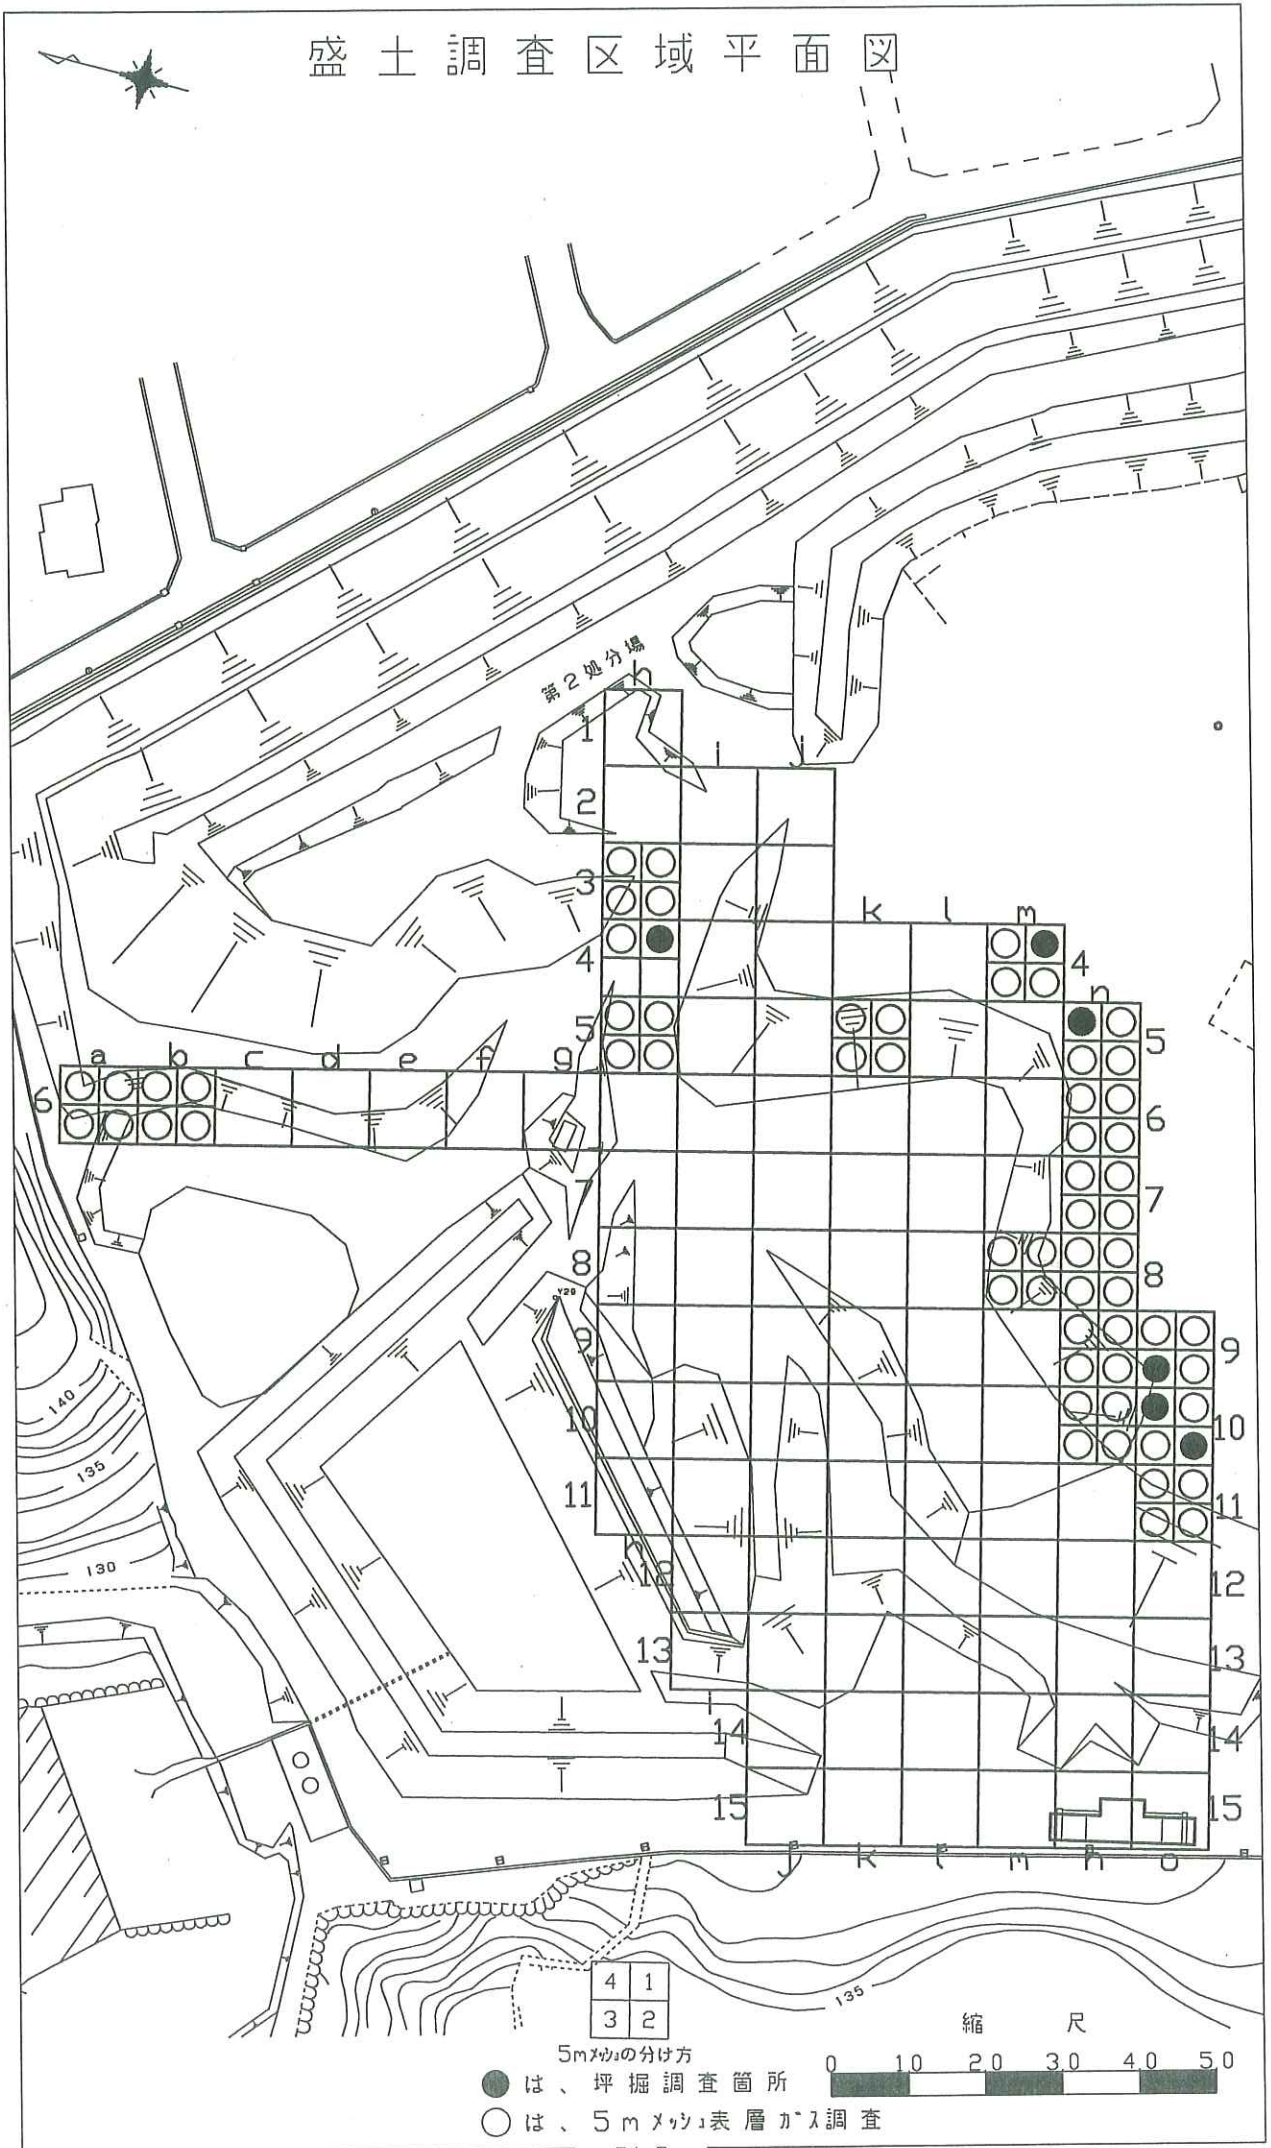 盛土調査区域平面図
第2処分場
h
1
i j
2
3
k l m
4 4
n
5 5
a b c d e f g
6 6
7 7
8 8
Y29
9 9
140
10 10
135
11 11
h
130
12 12
13 13
i
14 14
15 15
j k l m n o
4 1
3 2
135
5mメッシュの分け方
縮尺
0 10 20 30 40 50
●は、坪掘調査箇所
○は、5mメッシュ表層ガス調査